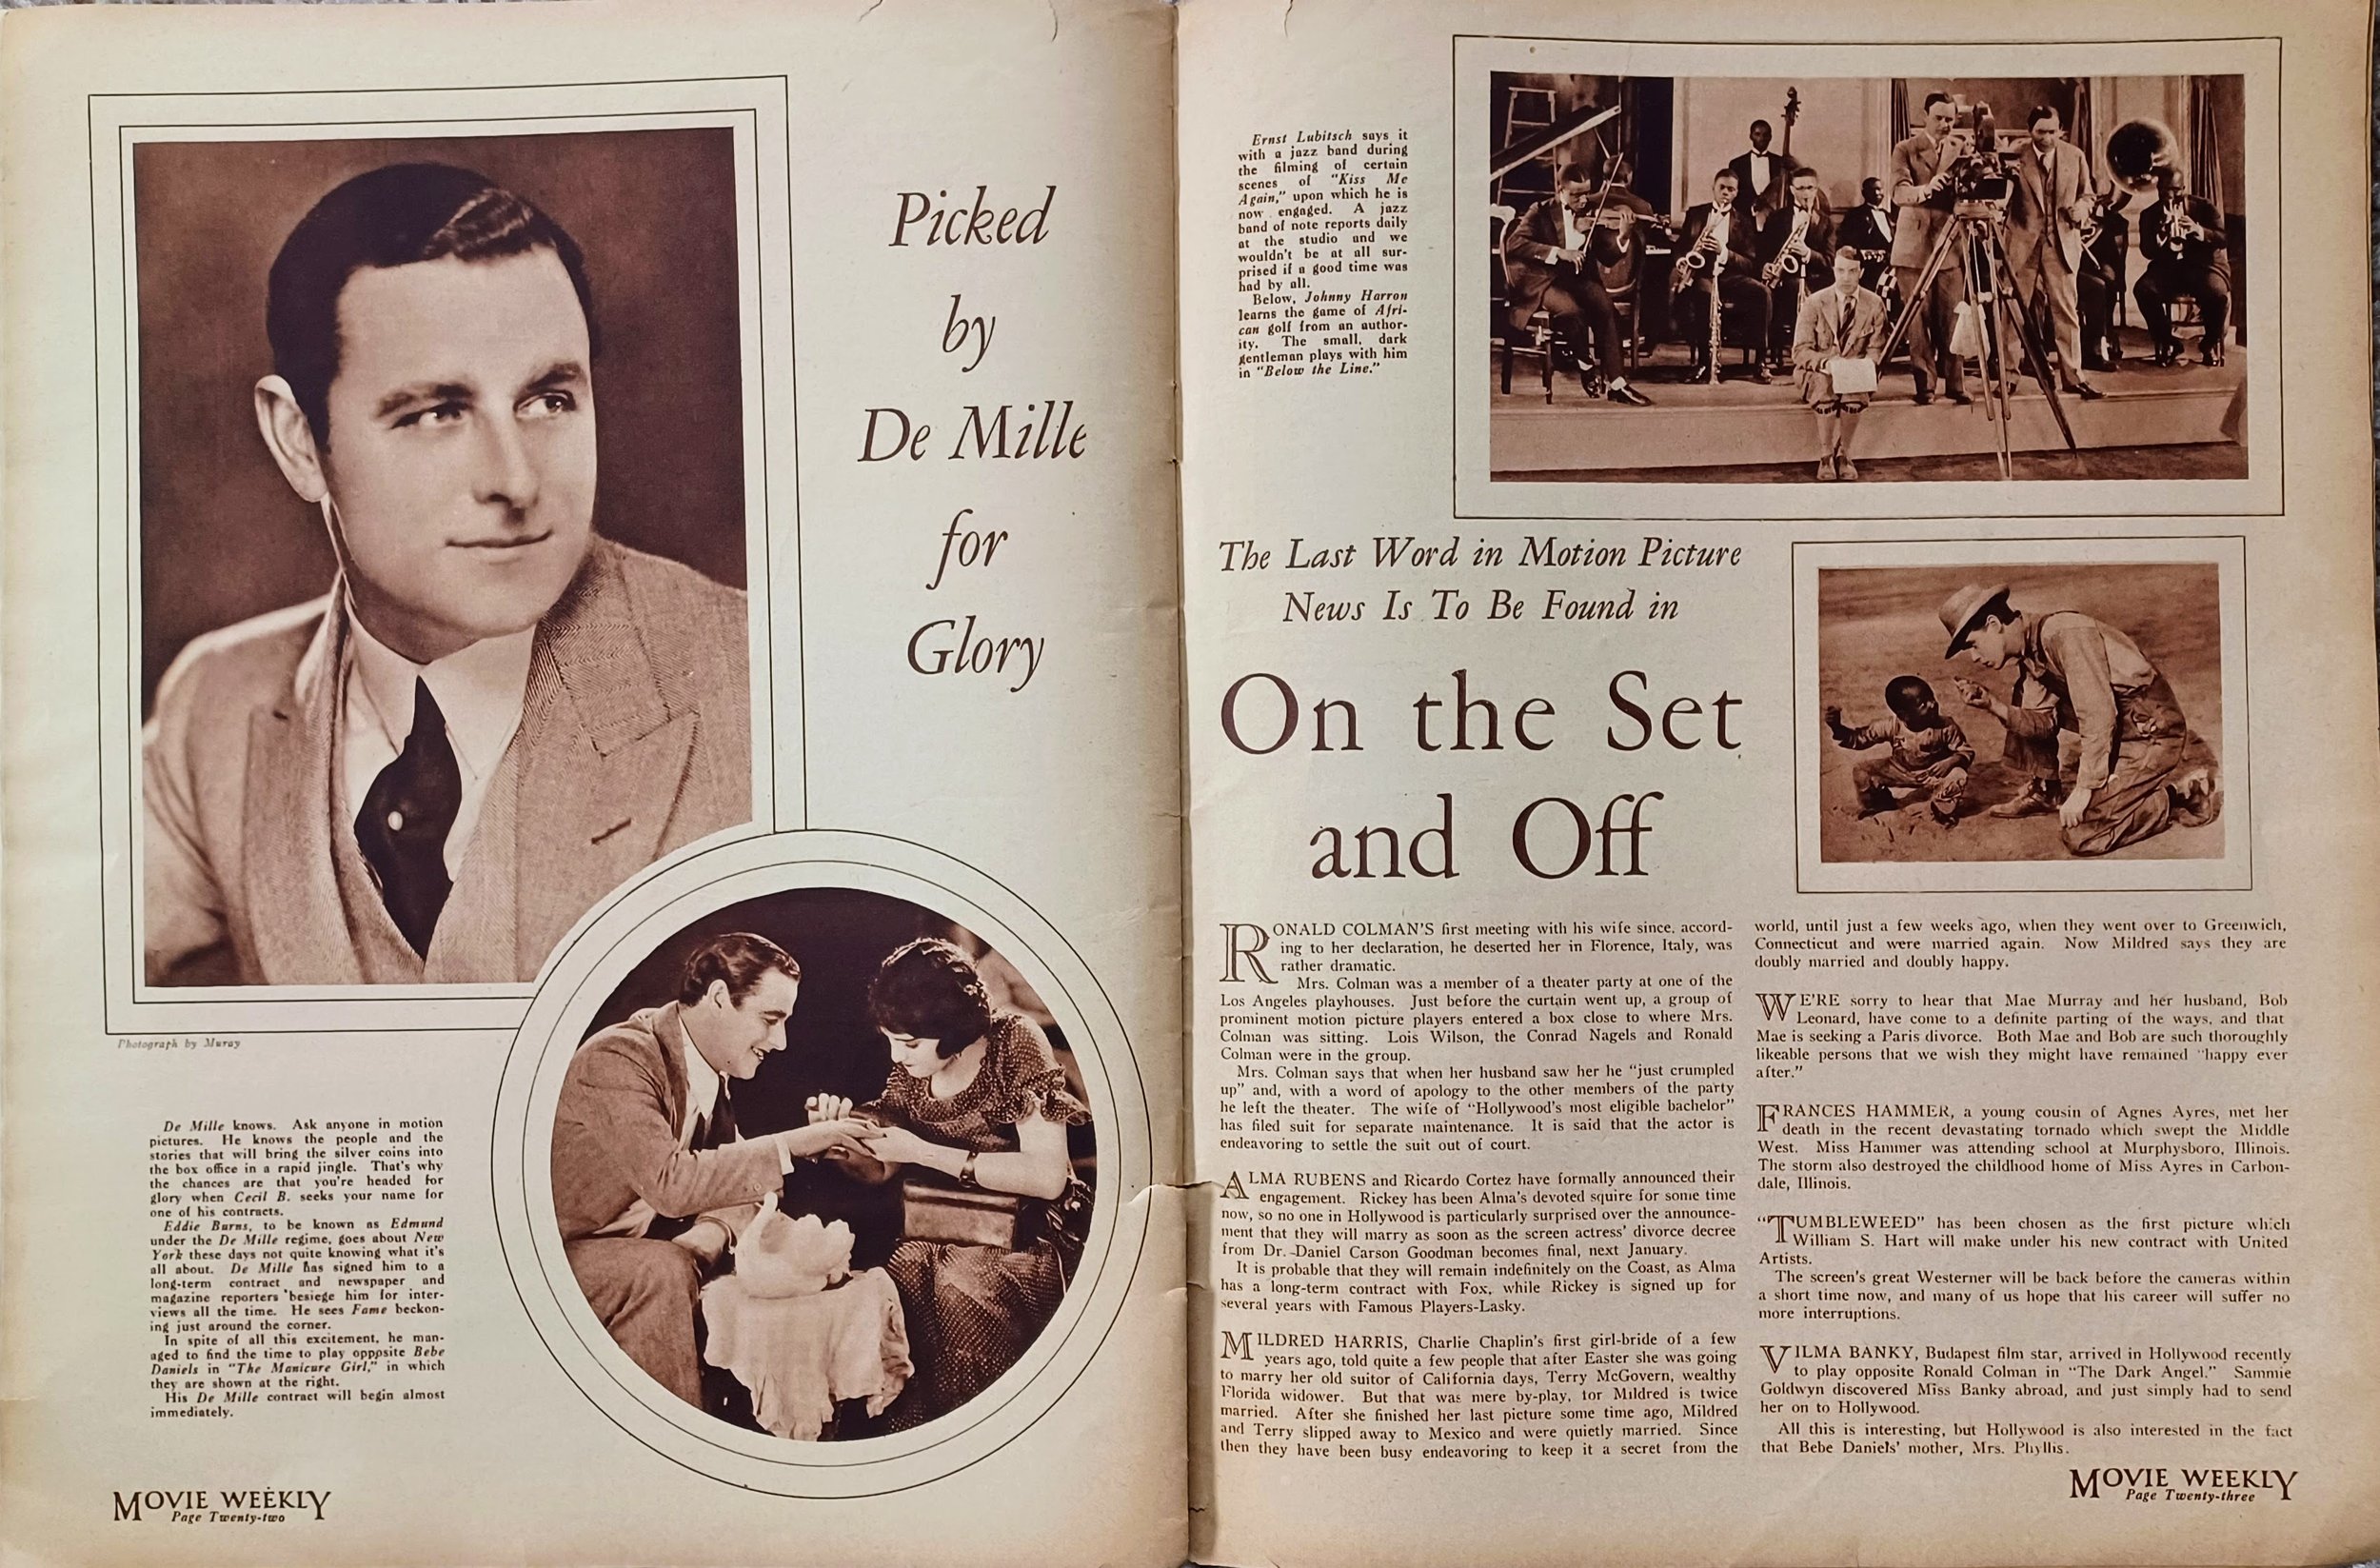 Picked
by
De Mille
for
Glory
Photograph by Muray
De Mille knows. Ask anyone in motion
pictures. He knows the people and the
stories that will bring the silver coins into
the box office in a rapid jingle. That's why
the chances are that you're headed for
glory when Cecil B. seeks your name for
one of his contracts.
Eddie Burns, to be known as Edmund
under the De Mille regime, goes about New
York these days not quite knowing what it's
all about. De Mille has signed him to a
long-term contract and newspaper and
magazine reporters besiege him for inter-
views all the time. He sees Fame beckon-
ing just around the corner.
In spite of all this excitement, he man-
aged to find the time to play opposite Bebe
Daniels in "The Manicure Girl," in which
they are shown at the right.
His De Mille contract will begin almost
immediately.
MOVIE WEEKLY
Page Twenty-two
Ernst Lubitsch says it
with a jazz band during
the filming of certain
scenes of "Kiss Me
Again," upon which he is
now engaged. A jazz
band of note reports daily
at the studio and we
wouldn't be at all sur-
prised if a good time was
had by all.
Below, Johnny Harron
learns the game of Afri-
can golf from an author-
ity. The small, dark
gentleman plays with him
in "Below the Line."
The Last Word in Motion Picture
News Is To Be Found in
On the Set
and Off
RONALD COLMAN'S first meeting with his wife since, accord-
ing to her declaration, he deserted her in Florence, Italy, was
rather dramatic.
Mrs. Colman was a member of a theater party at one of the
Los Angeles playhouses. Just before the curtain went up, a group of
prominent motion picture players entered a box close to where Mrs.
Colman was sitting. Lois Wilson, the Conrad Nagels and Ronald
Colman were in the group.
Mrs. Colman says that when her husband saw her he "just crumpled
up" and, with a word of apology to the other members of the party
he left the theater. The wife of "Hollywood's most eligible bachelor"
has filed suit for separate maintenance. It is said that the actor is
endeavoring to settle the suit out of court.
ALMA RUBENS and Ricardo Cortez have formally announced their
engagement. Rickey has been Alma's devoted squire for some time
now, so no one in Hollywood is particularly surprised over the announce-
ment that they will marry as soon as the screen actress' divorce decree
from Dr. Daniel Carson Goodman becomes final, next January.
It is probable that they will remain indefinitely on the Coast, as Alma
has a long-term contract with Fox, while Rickey is signed up for
several years with Famous Players-Lasky.
MILDRED HARRIS, Charlie Chaplin's first girl-bride of a few
years ago, told quite a few people that after Easter she was going
to marry her old suitor of California days, Terry McGovern, wealthy
Florida widower. But that was mere by-play, for Mildred is twice
married. After she finished her last picture some time ago, Mildred
and Terry slipped away to Mexico and were quietly married. Since
then they have been busy endeavoring to keep it a secret from the
world, until just a few weeks ago, when they went over to Greenwich,
Connecticut and were married again. Now Mildred says they are
doubly married and doubly happy.
WE'RE sorry to hear that Mae Murray and her husband, Bob
Leonard, have come to a definite parting of the ways, and that
Mae is seeking a Paris divorce. Both Mae and Bob are such thoroughly
likeable persons that we wish they might have remained "happy ever
after."
FRANCES HAMMER, a young cousin of Agnes Ayres, met her
death in the recent devastating tornado which swept the Middle
West. Miss Hammer was attending school at Murphysboro, Illinois.
The storm also destroyed the childhood home of Miss Ayres in Carbon-
dale, Illinois.
"TUMBLEWEED" has been chosen as the first picture which
William S. Hart will make under his new contract with United
Artists.
The screen's great Westerner will be back before the cameras within
a short time now, and many of us hope that his career will suffer no
more interruptions.
VILMA BANKY, Budapest film star, arrived in Hollywood recently
to play opposite Ronald Colman in "The Dark Angel." Sammie
Goldwyn discovered Miss Banky abroad, and just simply had to send
her on to Hollywood.
All this is interesting, but Hollywood is also interested in the fact
that Bebe Daniels' mother, Mrs. Phyllis.
MOVIE WEEKLY
Page Twenty-three